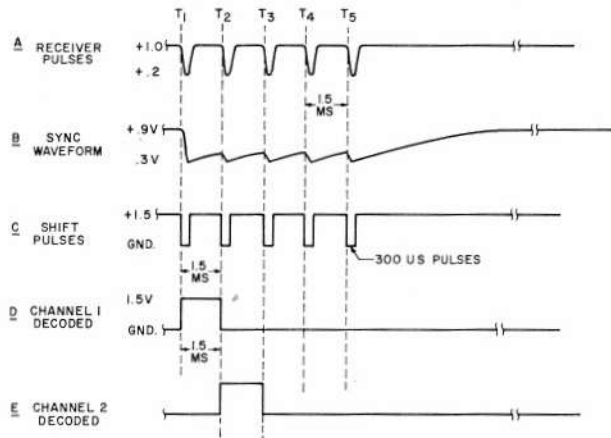 T1 T2 T3 T4 T5
A RECEIVER PULSES
+1.0
+.2
1.5 MS
B SYNC WAVEFORM
+.9V
.3V
C SHIFT PULSES
+1.5
GND.
300 US PULSES
1.5 MS
D CHANNEL 1 DECODED
1.5V
GND.
1.5 MS
E CHANNEL 2 DECODED